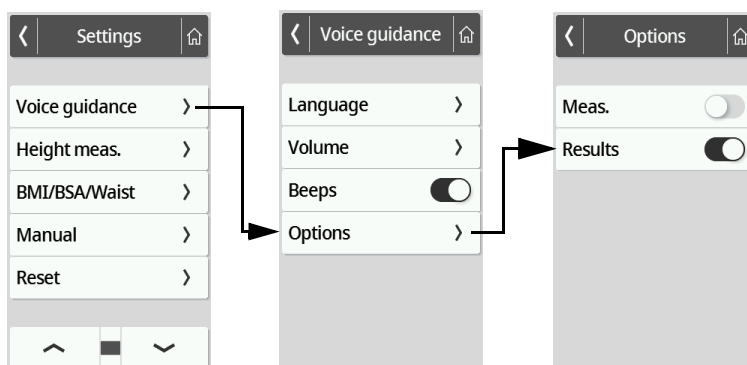 Settings
Voice guidance
Height meas.
BMI/BSA/Waist
Manual
Reset
Voice guidance
Language
Volume
Beeps
Options
Options
Meas.
Results